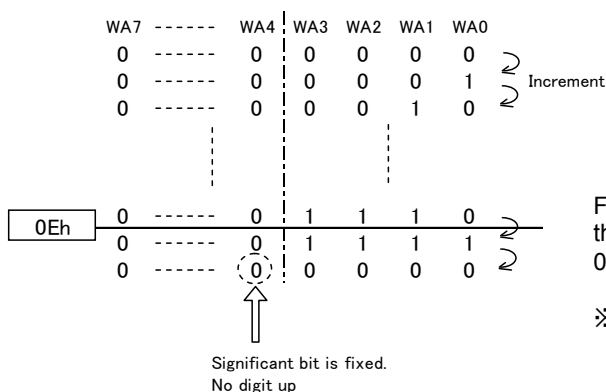 WA7 ------ WA4 WA3 WA2 WA1 WA0
0 ------ 0 0 0 0 0
0 ------ 0 0 0 0 1
Increment
0 ------ 0 0 0 1 0
0 ------ 0 1 1 1 0
0Eh
0 ------ 0 1 1 1 1
0 ------ 0 0 0 0 0
Significant bit is fixed.
No digit up
F
th
0
※